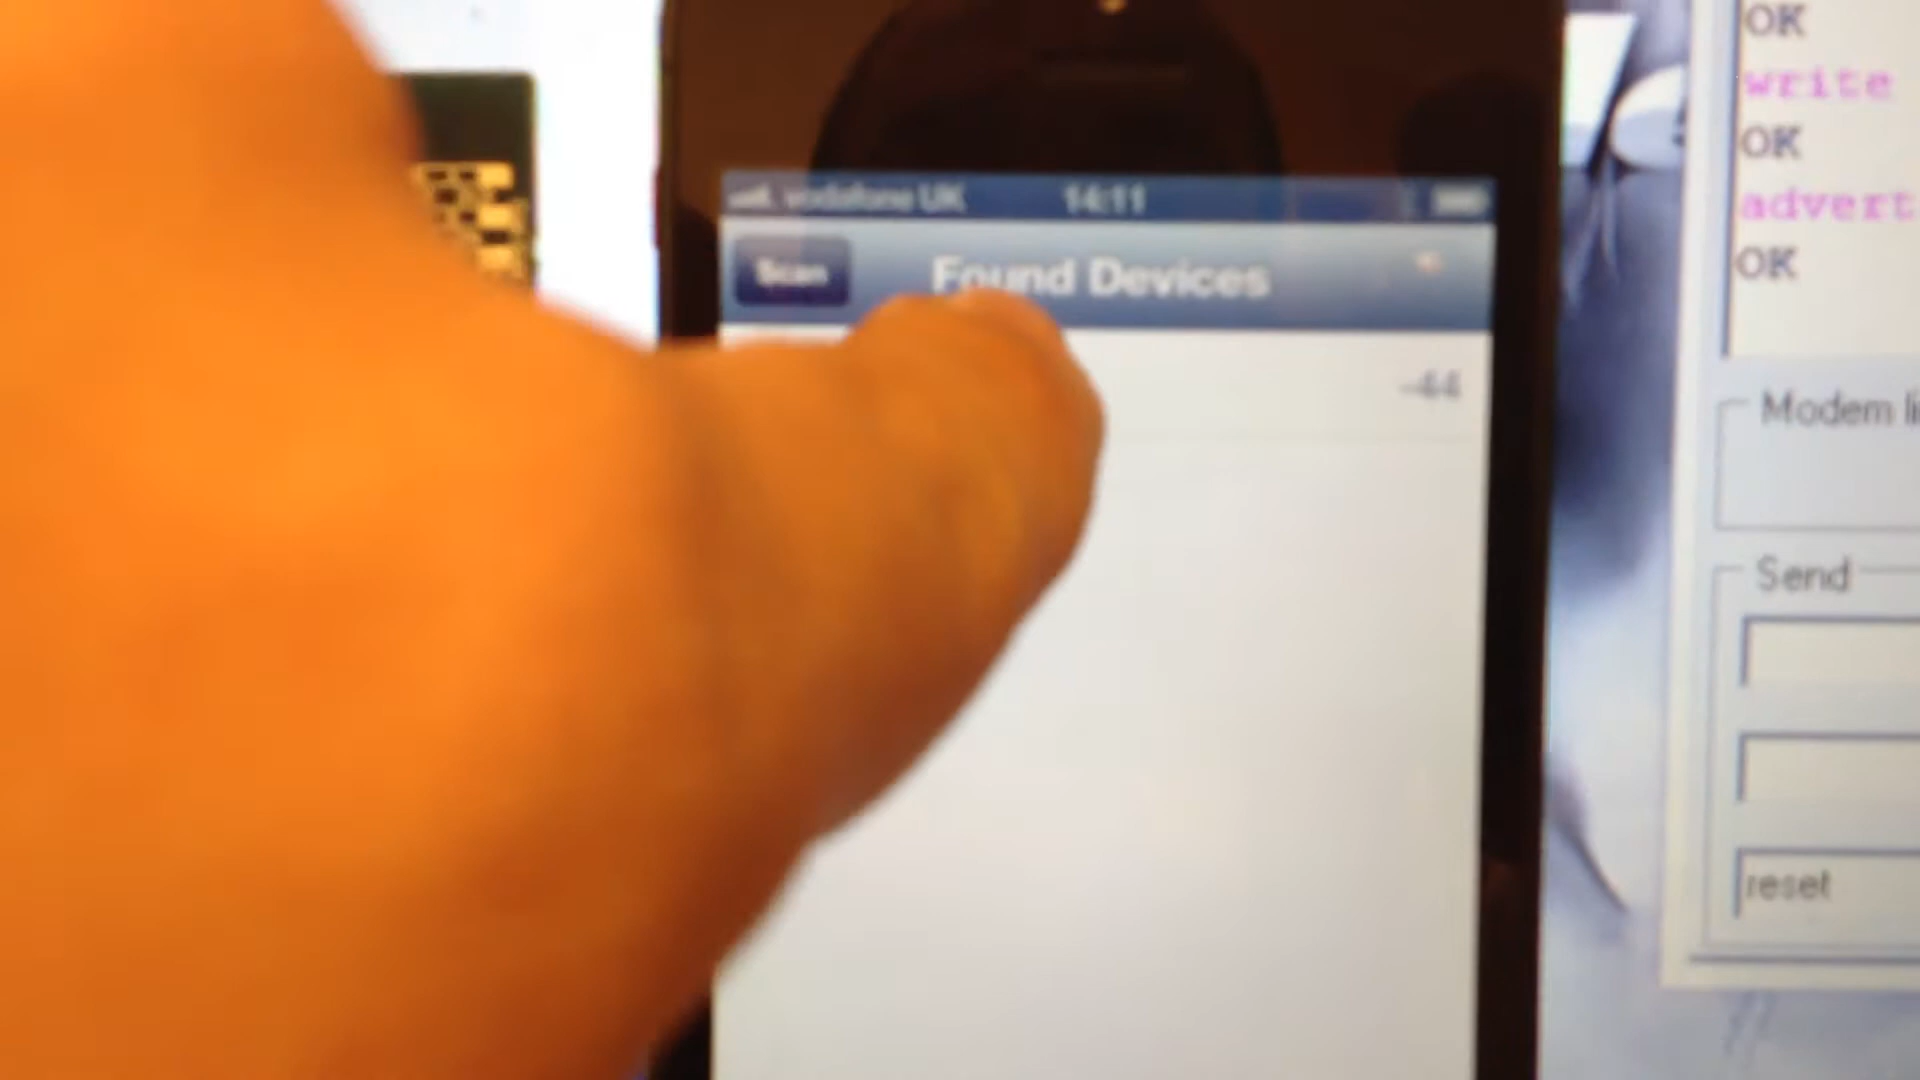 vodafone UK 14:11
Scan Found Devices
-44
OK
write
OK
advert
OK
Modem li
Send
reset